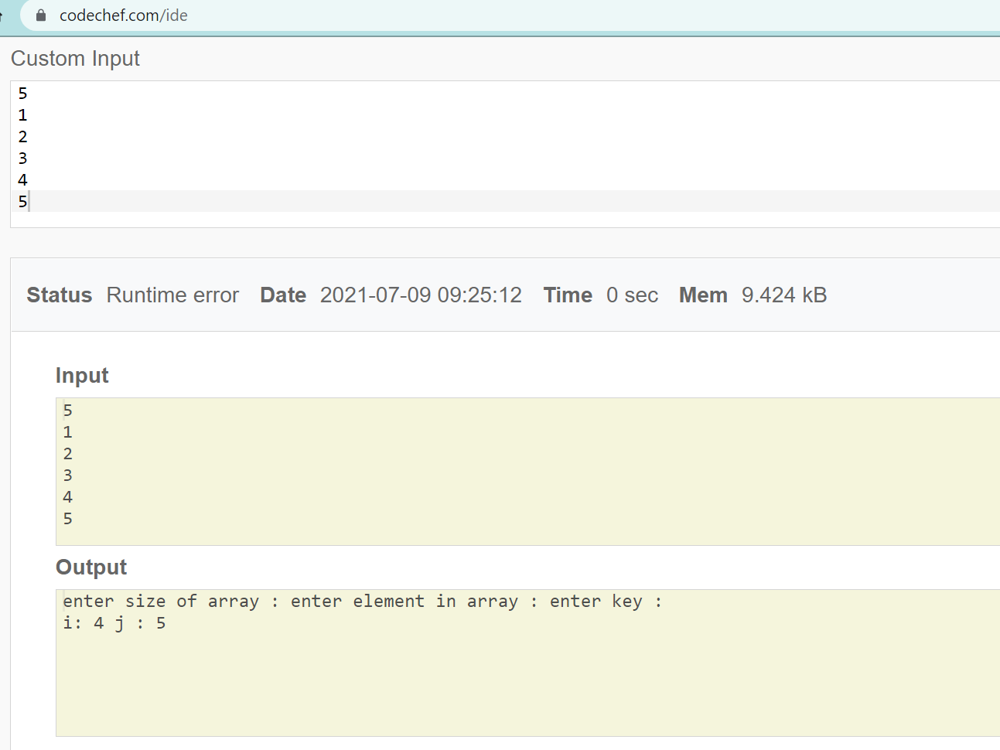 codechef.com/ide
Custom Input
5
1
2
3
4
5
Status Runtime error Date 2021-07-09 09:25:12 Time 0 sec Mem 9.424 kB
Input
5
1
2
3
4
5
Output
enter size of array : enter element in array : enter key :
i: 4 j : 5